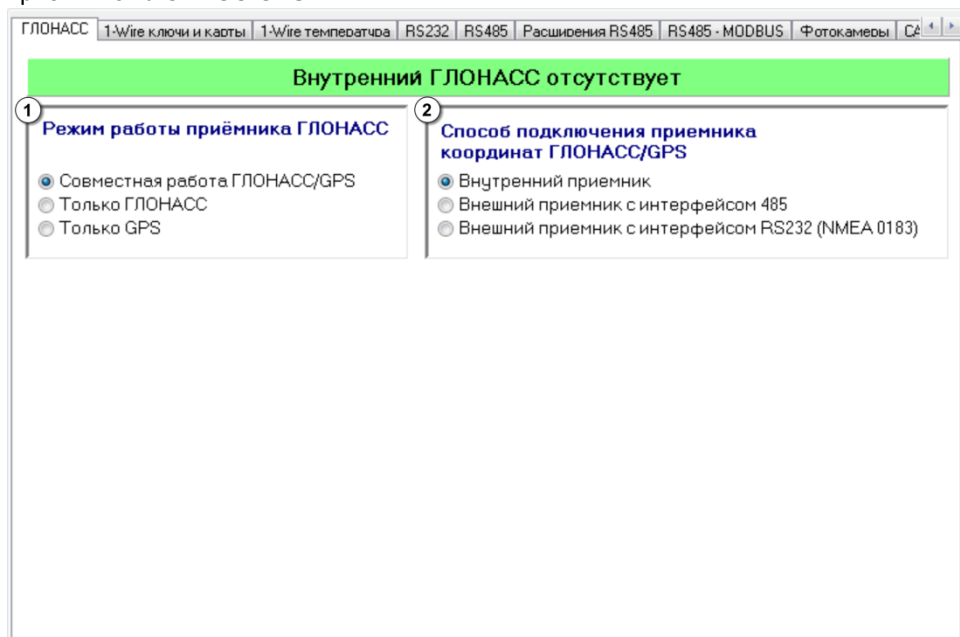 ГЛОНАСС 1-Wire ключи и карты 1-Wire температура RS232 RS485 Расширения RS485 RS485 - MODBUS Фотокамеры CA
Внутренний ГЛОНАСС отсутствует
1
Режим работы приёмника ГЛОНАСС
Совместная работа ГЛОНАСС/GPS
Только ГЛОНАСС
Только GPS
2
Способ подключения приемника
координат ГЛОНАСС/GPS
Внутренний приемник
Внешний приемник с интерфейсом 485
Внешний приемник с интерфейсом RS232 (NMEA 0183)